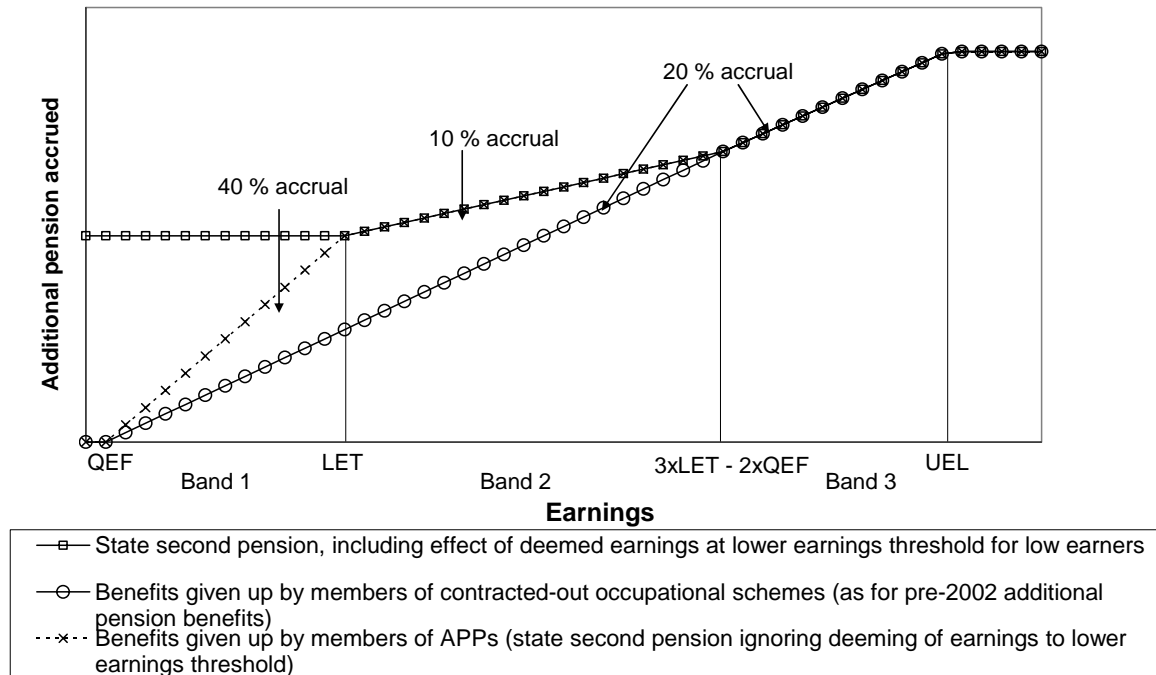 Additional pension accrued
20 % accrual
10 % accrual
40 % accrual
QEF
LET
3xLET - 2xQEF
UEL
Band 1
Band 2
Band 3
Earnings
State second pension, including effect of deemed earnings at lower earnings threshold for low earners
Benefits given up by members of contracted-out occupational schemes (as for pre-2002 additional
pension benefits)
Benefits given up by members of APPs (state second pension ignoring deeming of earnings to lower
earnings threshold)